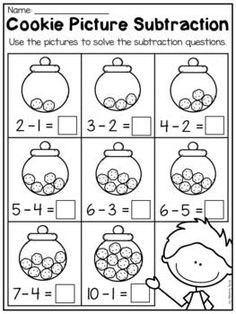 Name:
Cookie Picture Subtraction
Use the pictures to solve the subtraction questions.
2 - 1 =
3 - 2 =
4 - 2 =
5 - 4 =
6 - 3 =
6 - 5 =
7 - 4 =
10 - 1 =